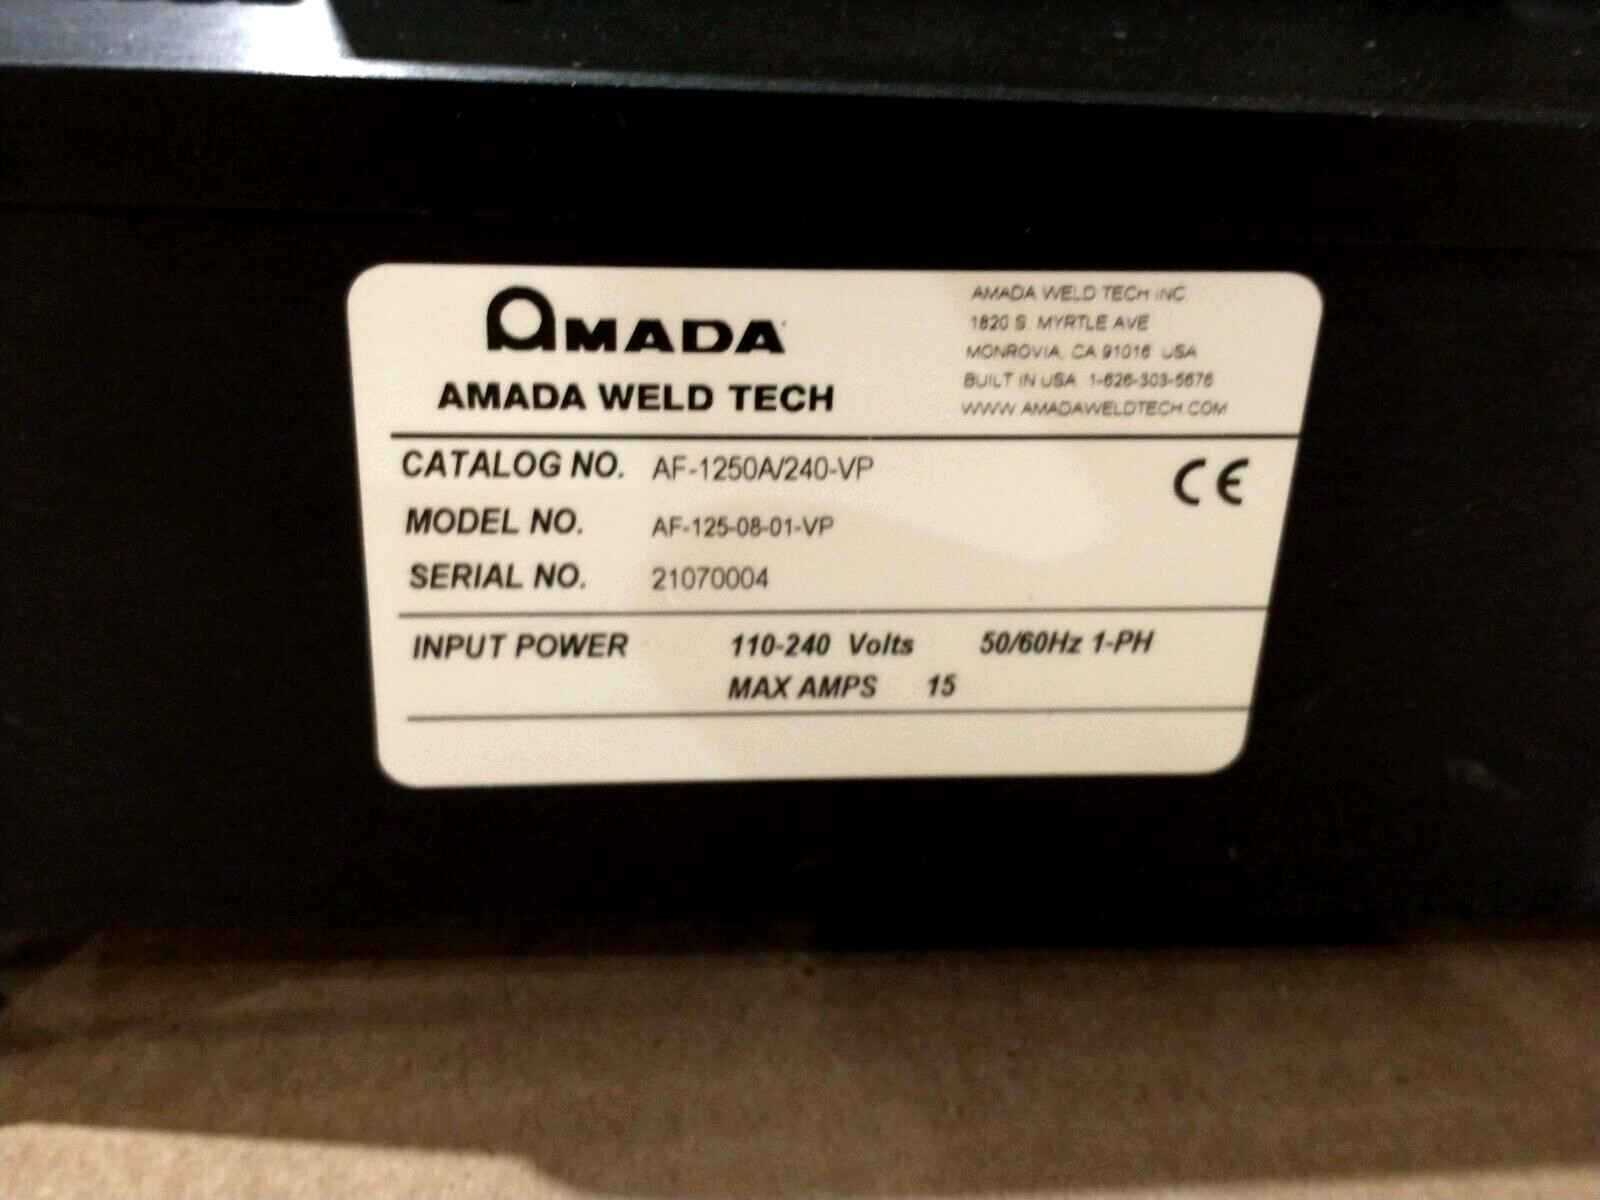 AMADA
AMADA WELD TECH
AMADA WELD TECH INC
1820 S. MYRTLE AVE
MONROVIA, CA 91016 USA
BUILT IN USA 1-626-303-5676
WWW.AMADAWELDTECH.COM
CATALOG NO. AF-1250A/240-VP
CE
MODEL NO. AF-125-08-01-VP
SERIAL NO. 21070004
INPUT POWER 110-240 Volts 50/60Hz 1-PH
MAX AMPS 15